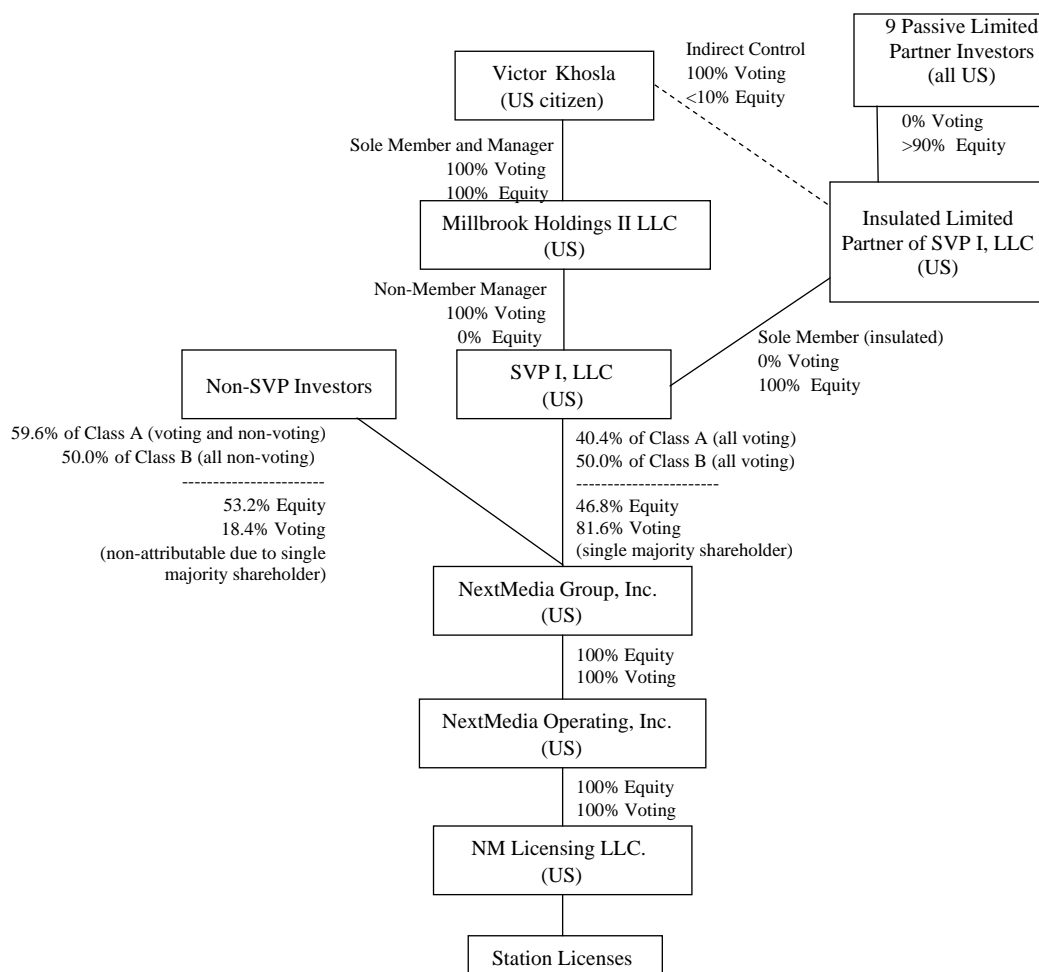 9 Passive Limited
Partner Investors
(all US)
Indirect Control
100% Voting
<10% Equity
Victor Khosla
(US citizen)
0% Voting
>90% Equity
Sole Member and Manager
100% Voting
100% Equity
Millbrook Holdings II LLC
(US)
Insulated Limited
Partner of SVP I, LLC
(US)
Non-Member Manager
100% Voting
0% Equity
Sole Member (insulated)
0% Voting
100% Equity
Non-SVP Investors
SVP I, LLC
(US)
59.6% of Class A (voting and non-voting)
50.0% of Class B (all non-voting)
-----------------------
53.2% Equity
18.4% Voting
(non-attributable due to single
majority shareholder)
40.4% of Class A (all voting)
50.0% of Class B (all voting)
-----------------------
46.8% Equity
81.6% Voting
(single majority shareholder)
NextMedia Group, Inc.
(US)
100% Equity
100% Voting
NextMedia Operating, Inc.
(US)
100% Equity
100% Voting
NM Licensing LLC.
(US)
Station Licenses